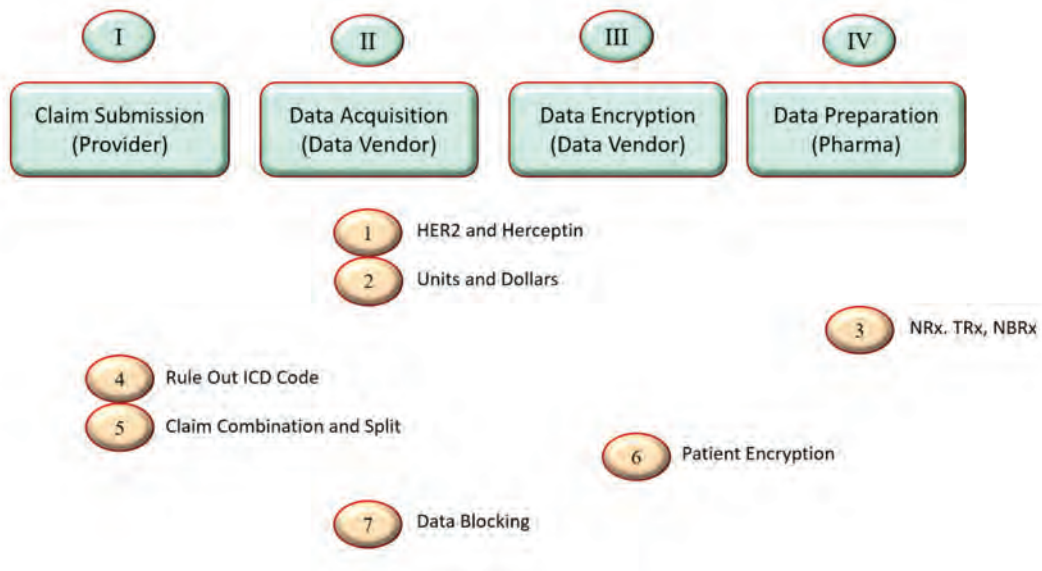 I
II
III
IV
Claim Submission
(Provider)
Data Acquisition
(Data Vendor)
Data Encryption
(Data Vendor)
Data Preparation
(Pharma)
1 HER2 and Herceptin
2 Units and Dollars
3 NRx. TRx, NBRx
4 Rule Out ICD Code
5 Claim Combination and Split
6 Patient Encryption
7 Data Blocking